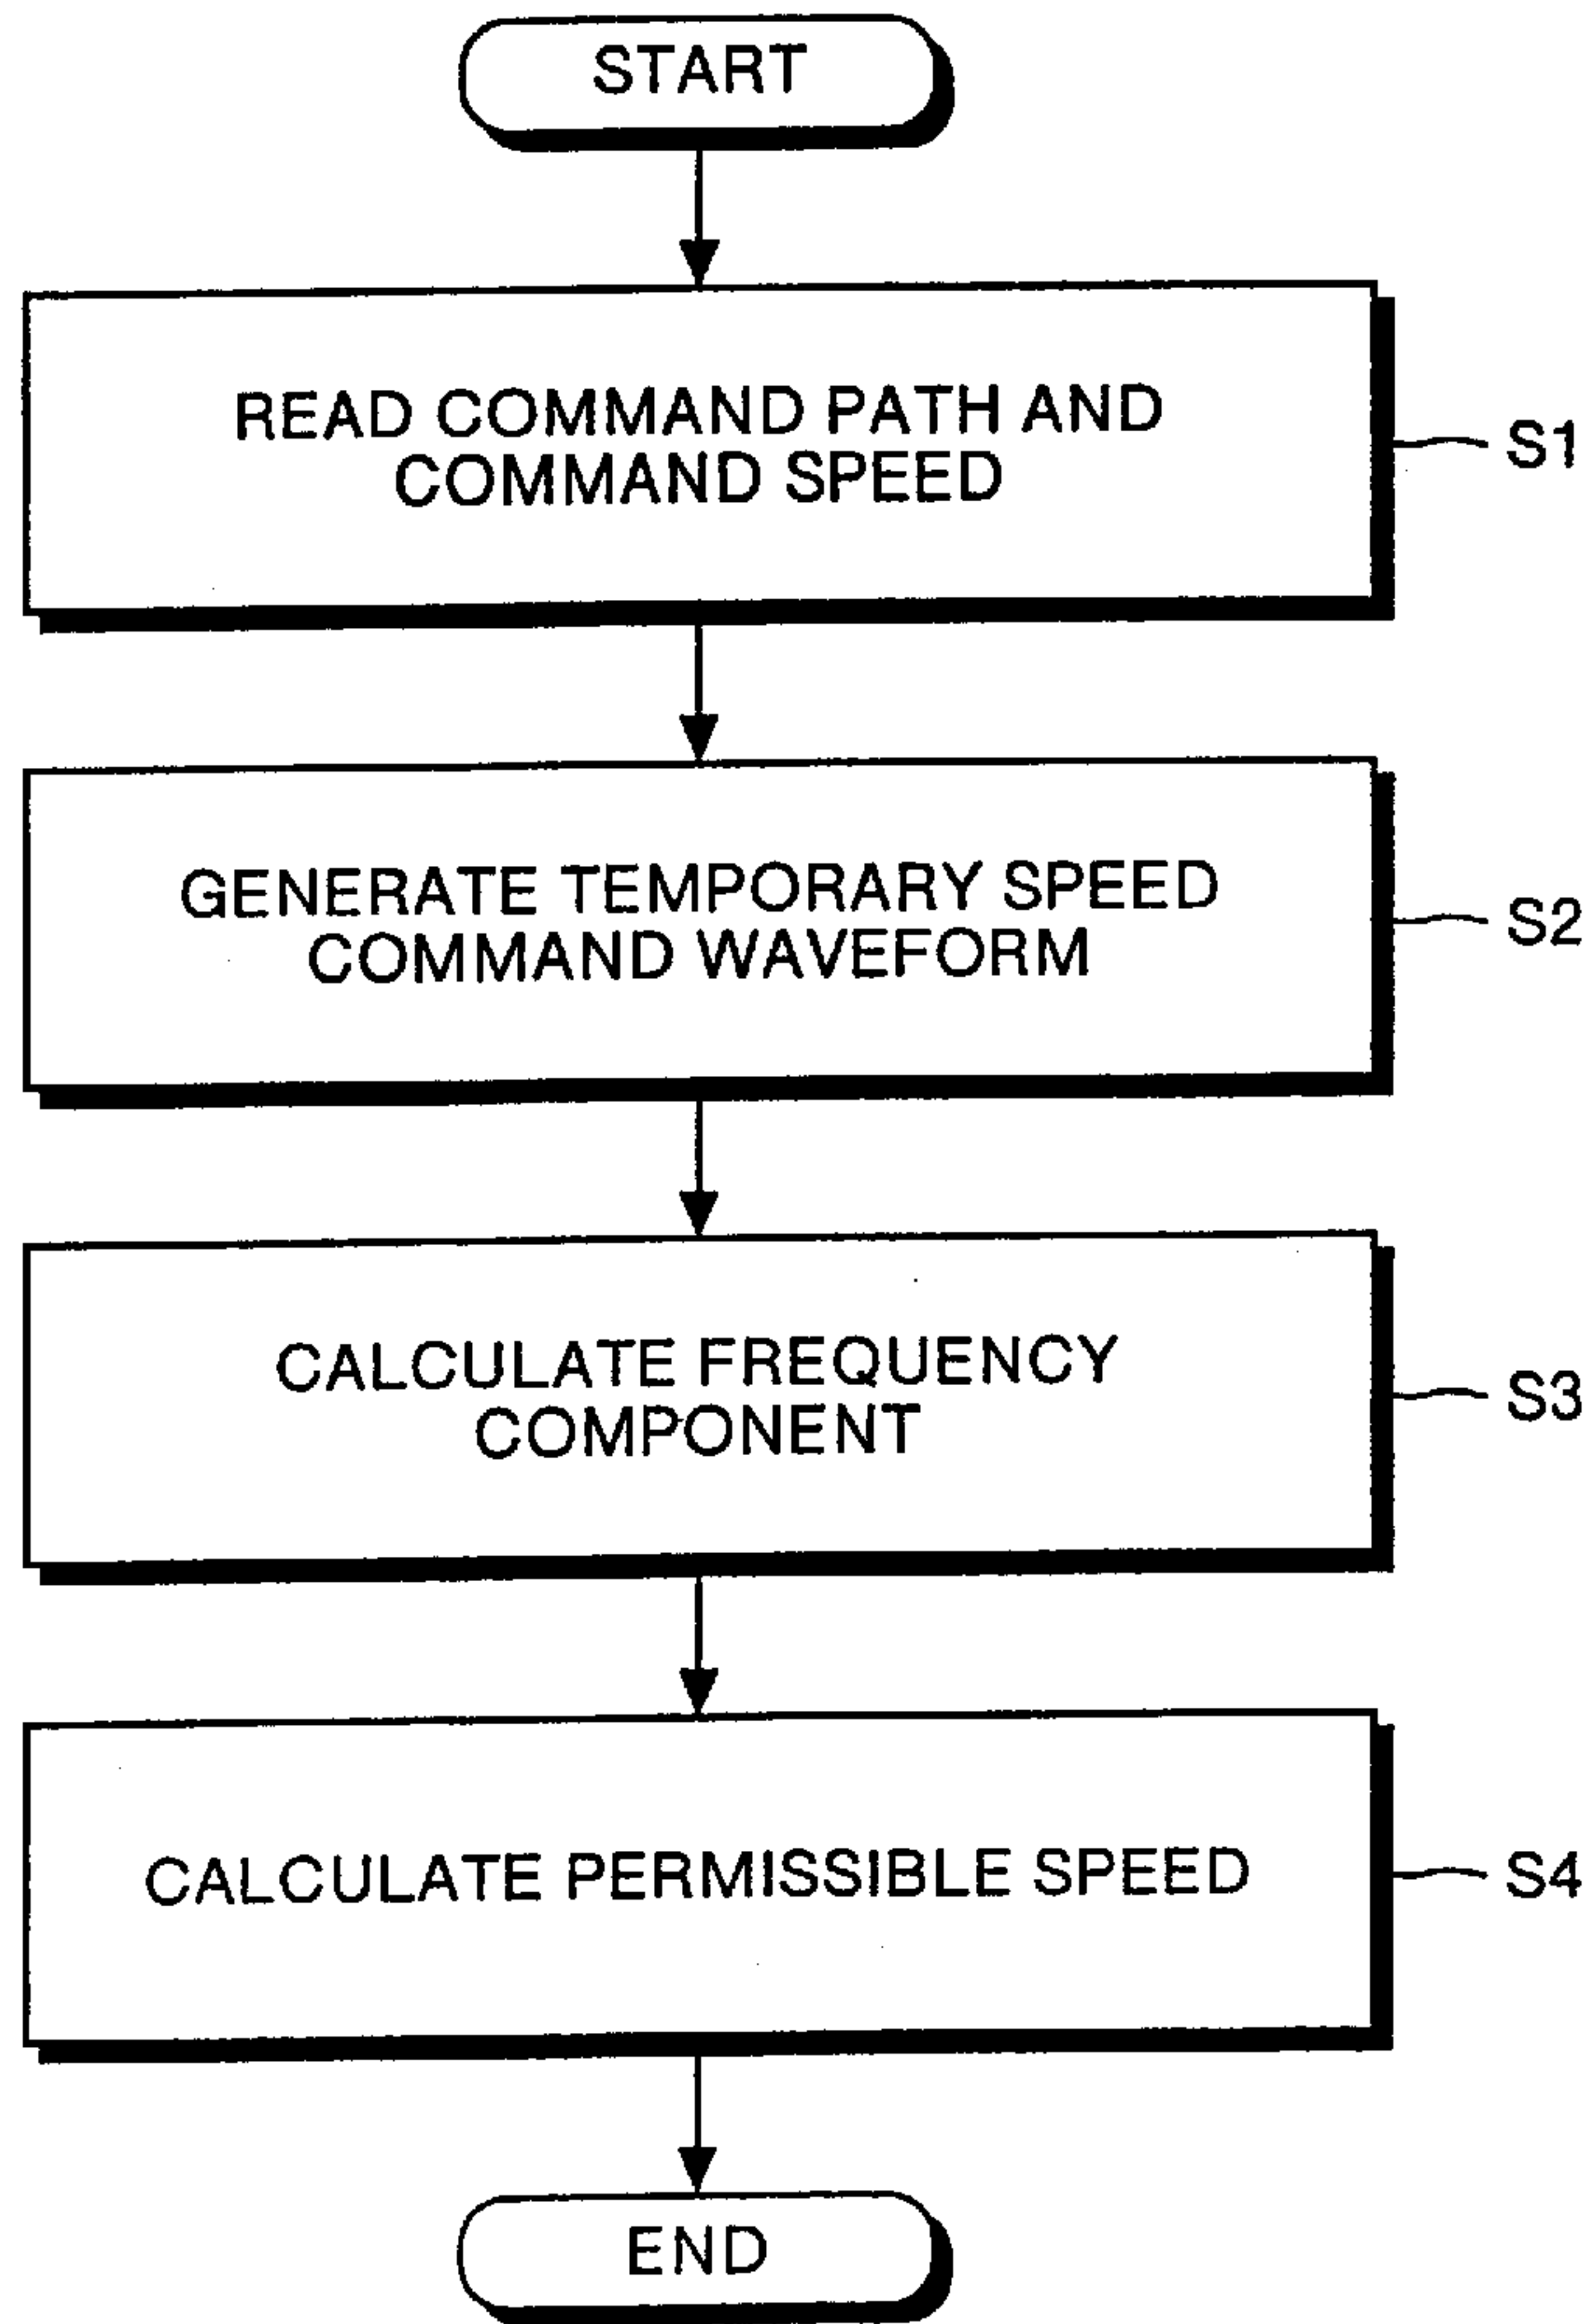 START
READ COMMAND PATH AND
COMMAND SPEED
S1
GENERATE TEMPORARY SPEED
COMMAND WAVEFORM
S2
CALCULATE FREQUENCY
COMPONENT
S3
CALCULATE PERMISSIBLE SPEED
S4
END